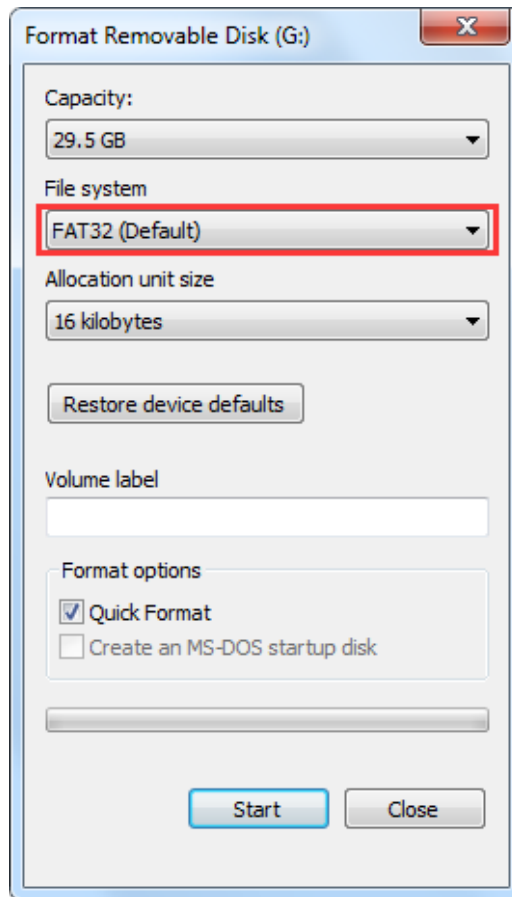 Format Removable Disk (G:)
Capacity:
29.5 GB
File system
FAT32 (Default)
Allocation unit size
16 kilobytes
Restore device defaults
Volume label
Format options
Quick Format
Create an MS-DOS startup disk
Start
Close